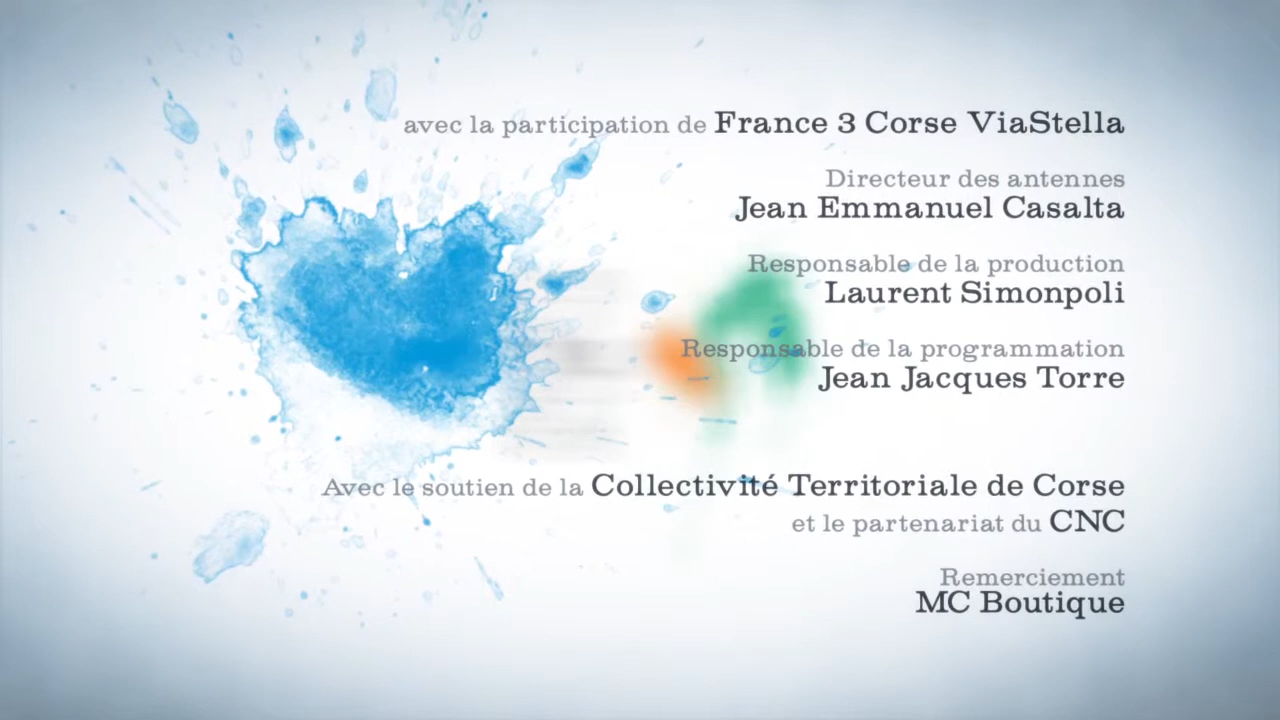 avec la participation de France 3 Corse ViaStella
Directeur des antennes
Jean Emmanuel Casalta
Responsable de la production
Laurent Simonpoli
Responsable de la programmation
Jean Jacques Torre
Avec le soutien de la Collectivité Territoriale de Corse
et le partenariat du CNC
Remerciement
MC Boutique